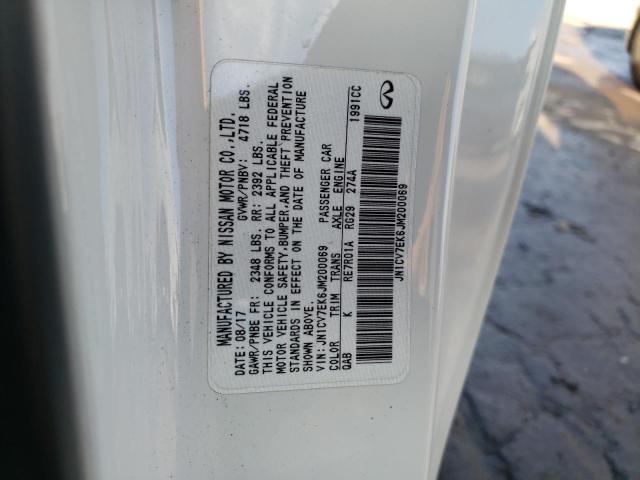 MANUFACTURED BY NISSAN MOTOR CO.,LTD.
DATE: 08/17 GVWR/PNBV: 4718 LBS.
GAWR/PNBE FR: 2348 LBS. RR: 2392 LBS.
THIS VEHICLE CONFORMS TO ALL APPLICABLE FEDERAL
MOTOR VEHICLE SAFETY,BUMPER,AND THEFT PREVENTION
STANDARDS IN EFFECT ON THE DATE OF MANUFACTURE
SHOWN ABOVE.
VIN: JN1CV7EK6JM200069 PASSENGER CAR
COLOR TRIM TRANS AXLE ENGINE
QAB K RE7R01A RG29 274A 1991CC
JN1CV7EK6JM200069